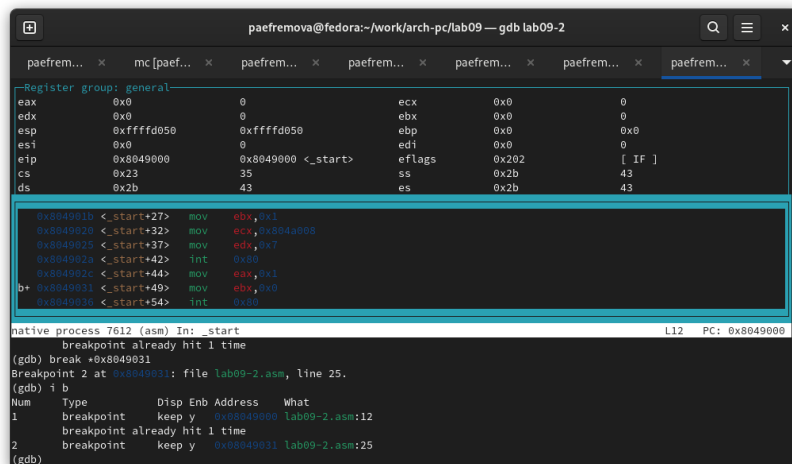 paefremova@fedora:~/work/arch-pc/lab09 — gdb lab09-2
paefrem... × mc [paef... × paefrem... × paefrem... × paefrem... × paefrem... × paefrem... ×
Register group: general
eax 0x0 0 ecx 0x0 0
edx 0x0 0 ebx 0x0 0
esp 0xffffd050 0xffffd050 ebp 0x0 0x0
esi 0x0 0 edi 0x0 0
eip 0x8049000 0x8049000 <_start> eflags 0x202 [ IF ]
cs 0x23 35 ss 0x2b 43
ds 0x2b 43 es 0x2b 43
0x804901b <_start+27> mov ebx,0x1
0x8049020 <_start+32> mov ecx,0x804a008
0x8049025 <_start+37> mov edx,0x7
0x804902a <_start+42> int 0x80
0x804902c <_start+44> mov eax,0x1
b+ 0x8049031 <_start+49> mov ebx,0x0
0x8049036 <_start+54> int 0x80
native process 7612 (asm) In: _start L12 PC: 0x8049000
breakpoint already hit 1 time
(gdb) break *0x8049031
Breakpoint 2 at 0x8049031: file lab09-2.asm, line 25.
(gdb) i b
Num Type Disp Enb Address What
1 breakpoint keep y 0x08049000 lab09-2.asm:12
breakpoint already hit 1 time
2 breakpoint keep y 0x08049031 lab09-2.asm:25
(gdb)